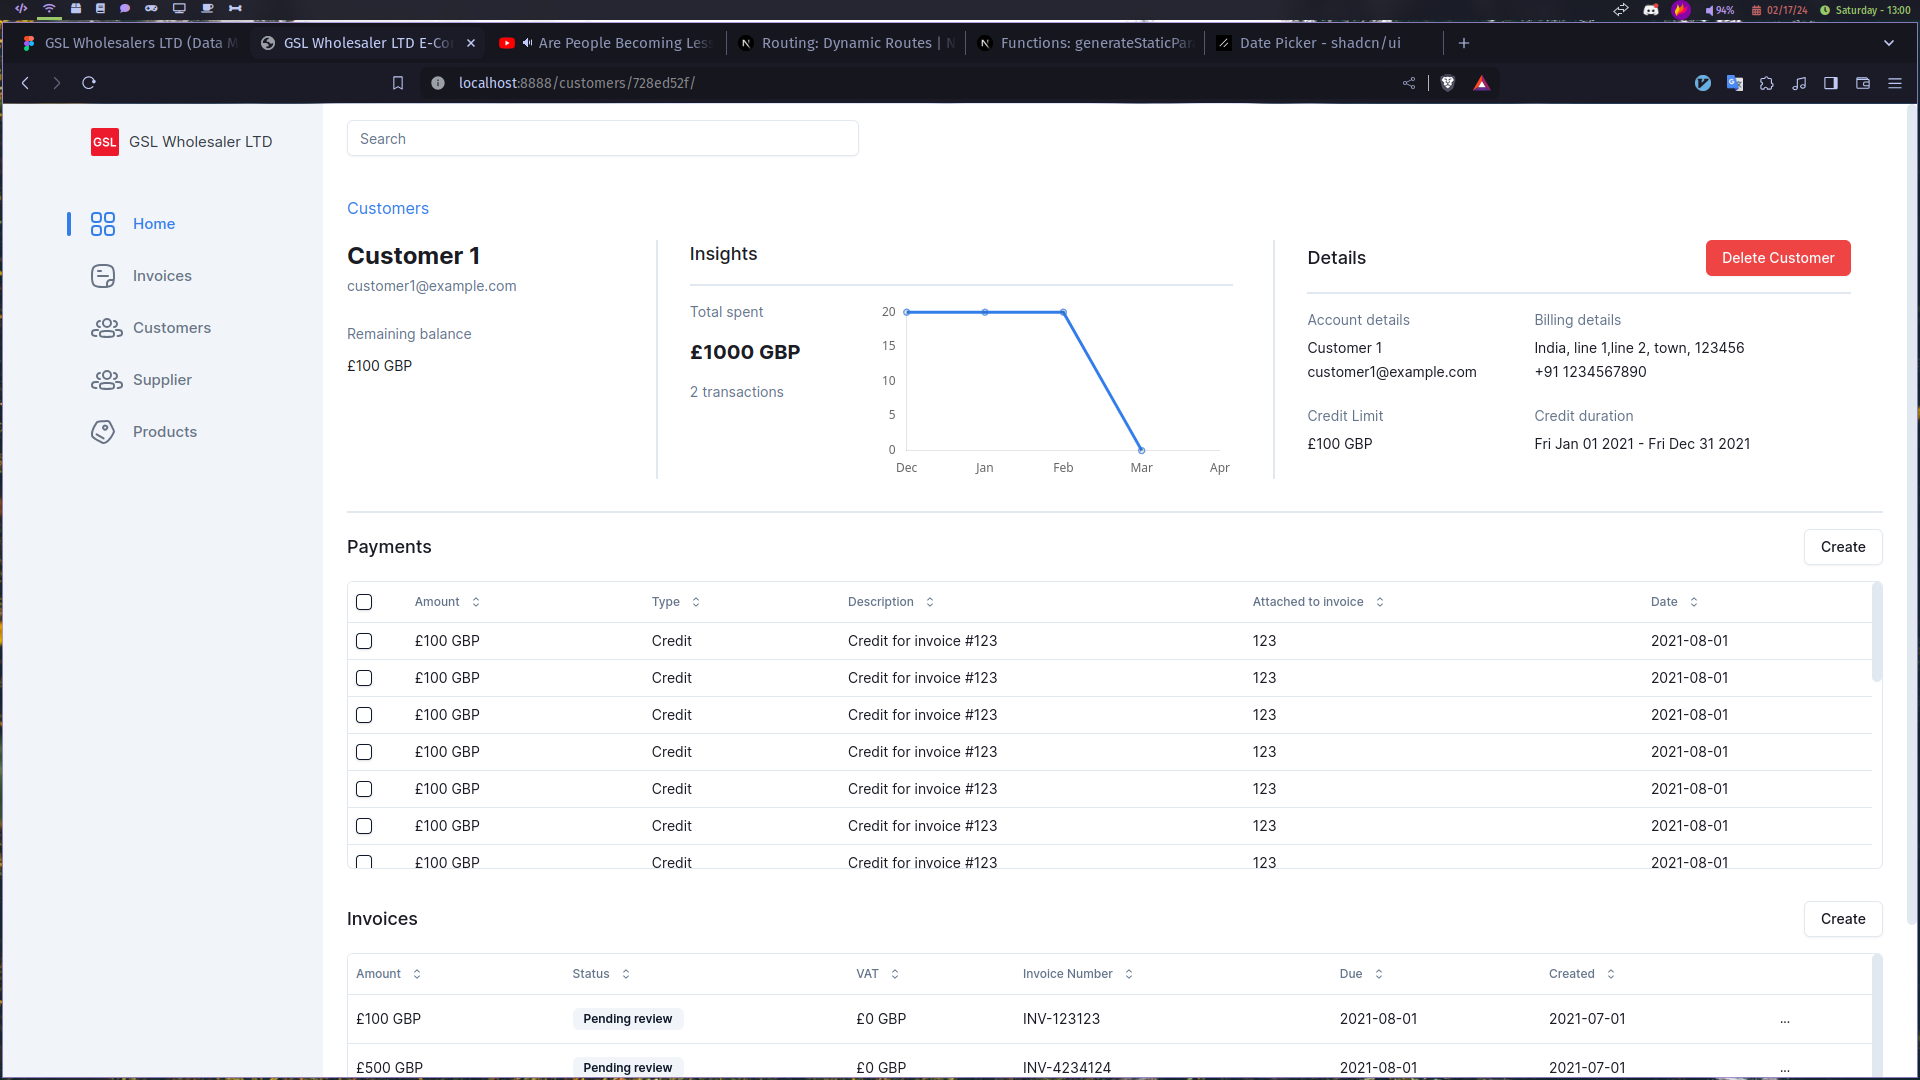 94% 02/17/24 Saturday - 13:00
GSL Wholesalers LTD (Data M
GSL Wholesaler LTD E-Co
Are People Becoming Less
Routing: Dynamic Routes | N
Functions: generateStaticPar
Date Picker - shadcn/ui
localhost:8888/customers/728ed52f/
GSL GSL Wholesaler LTD
Search
Home
Invoices
Customers
Supplier
Products
Customers
Customer 1
customer1@example.com
Remaining balance
£100 GBP
Insights
Total spent
£1000 GBP
2 transactions
20
15
10
5
0
Dec Jan Feb Mar Apr
Details
Delete Customer
Account details
Customer 1
customer1@example.com
Billing details
India, line 1,line 2, town, 123456
+91 1234567890
Credit Limit
£100 GBP
Credit duration
Fri Jan 01 2021 - Fri Dec 31 2021
Payments
Create
Amount Type Description Attached to invoice Date
£100 GBP Credit Credit for invoice #123 123 2021-08-01
£100 GBP Credit Credit for invoice #123 123 2021-08-01
£100 GBP Credit Credit for invoice #123 123 2021-08-01
£100 GBP Credit Credit for invoice #123 123 2021-08-01
£100 GBP Credit Credit for invoice #123 123 2021-08-01
£100 GBP Credit Credit for invoice #123 123 2021-08-01
£100 GBP Credit Credit for invoice #123 123 2021-08-01
Invoices
Create
Amount Status VAT Invoice Number Due Created
£100 GBP Pending review £0 GBP INV-123123 2021-08-01 2021-07-01 ...
£500 GBP Pending review £0 GBP INV-4234124 2021-08-01 2021-07-01 ...